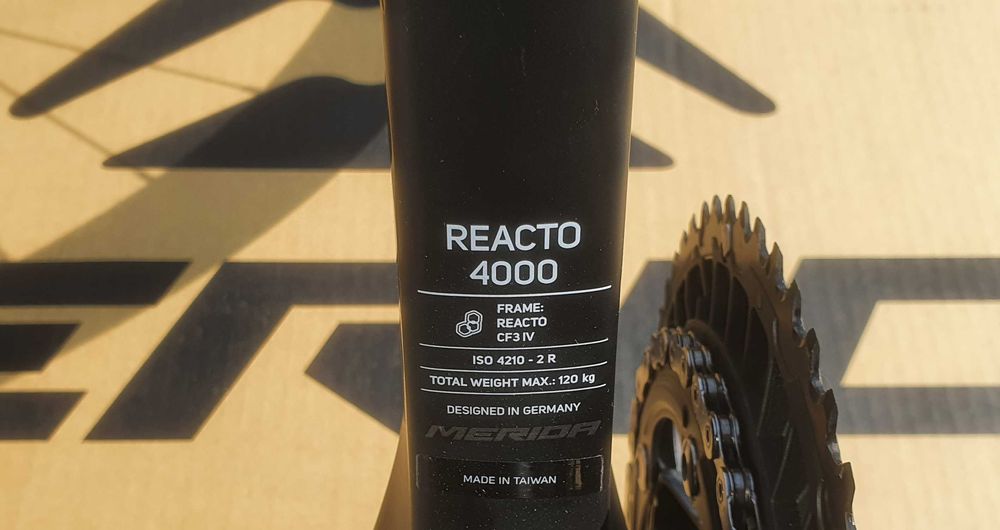 REACTO
4000
FRAME:
REACTO
CF3 IV
ISO 4210 - 2 R
TOTAL WEIGHT MAX.: 120 kg
DESIGNED IN GERMANY
MERIDA
MADE IN TAIWAN